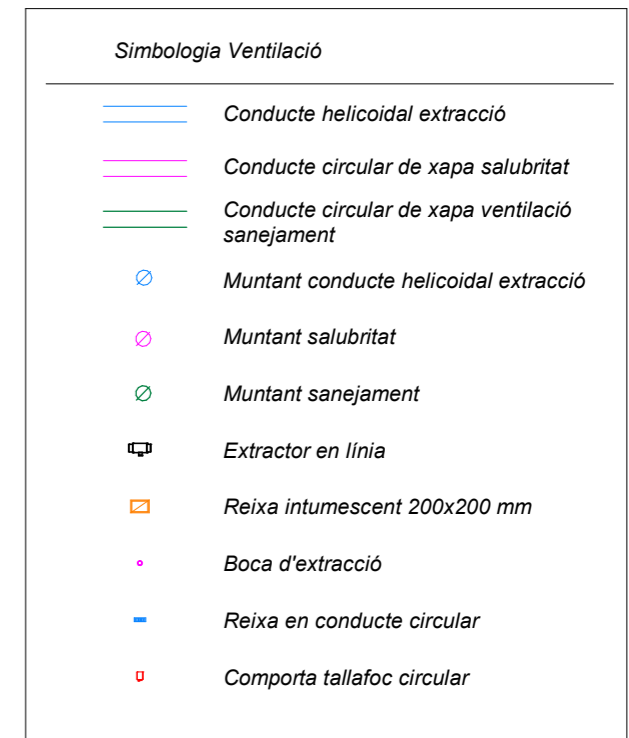 Simbologia Ventilació
Conducte helicoidal extracció
Conducte circular de xapa salubritat
Conducte circular de xapa ventilació
sanejament
Muntant conducte helicoidal extracció
Muntant salubritat
Muntant sanejament
Extractor en línia
Reixa intumescent 200x200 mm
Boca d'extracció
Reixa en conducte circular
Comporta tallafoc circular